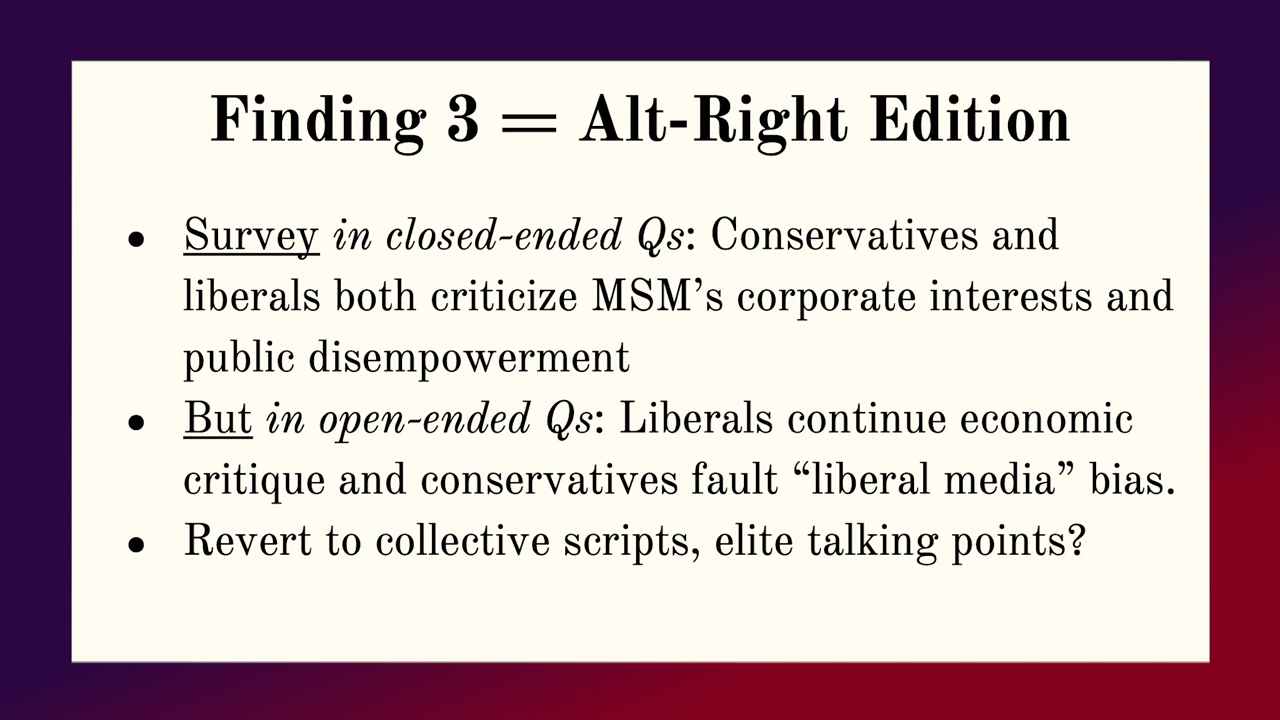 Finding 3 = Alt-Right Edition
● Survey in closed-ended Qs: Conservatives and
liberals both criticize MSM’s corporate interests and
public disempowerment
● But in open-ended Qs: Liberals continue economic
critique and conservatives fault “liberal media” bias.
● Revert to collective scripts, elite talking points?